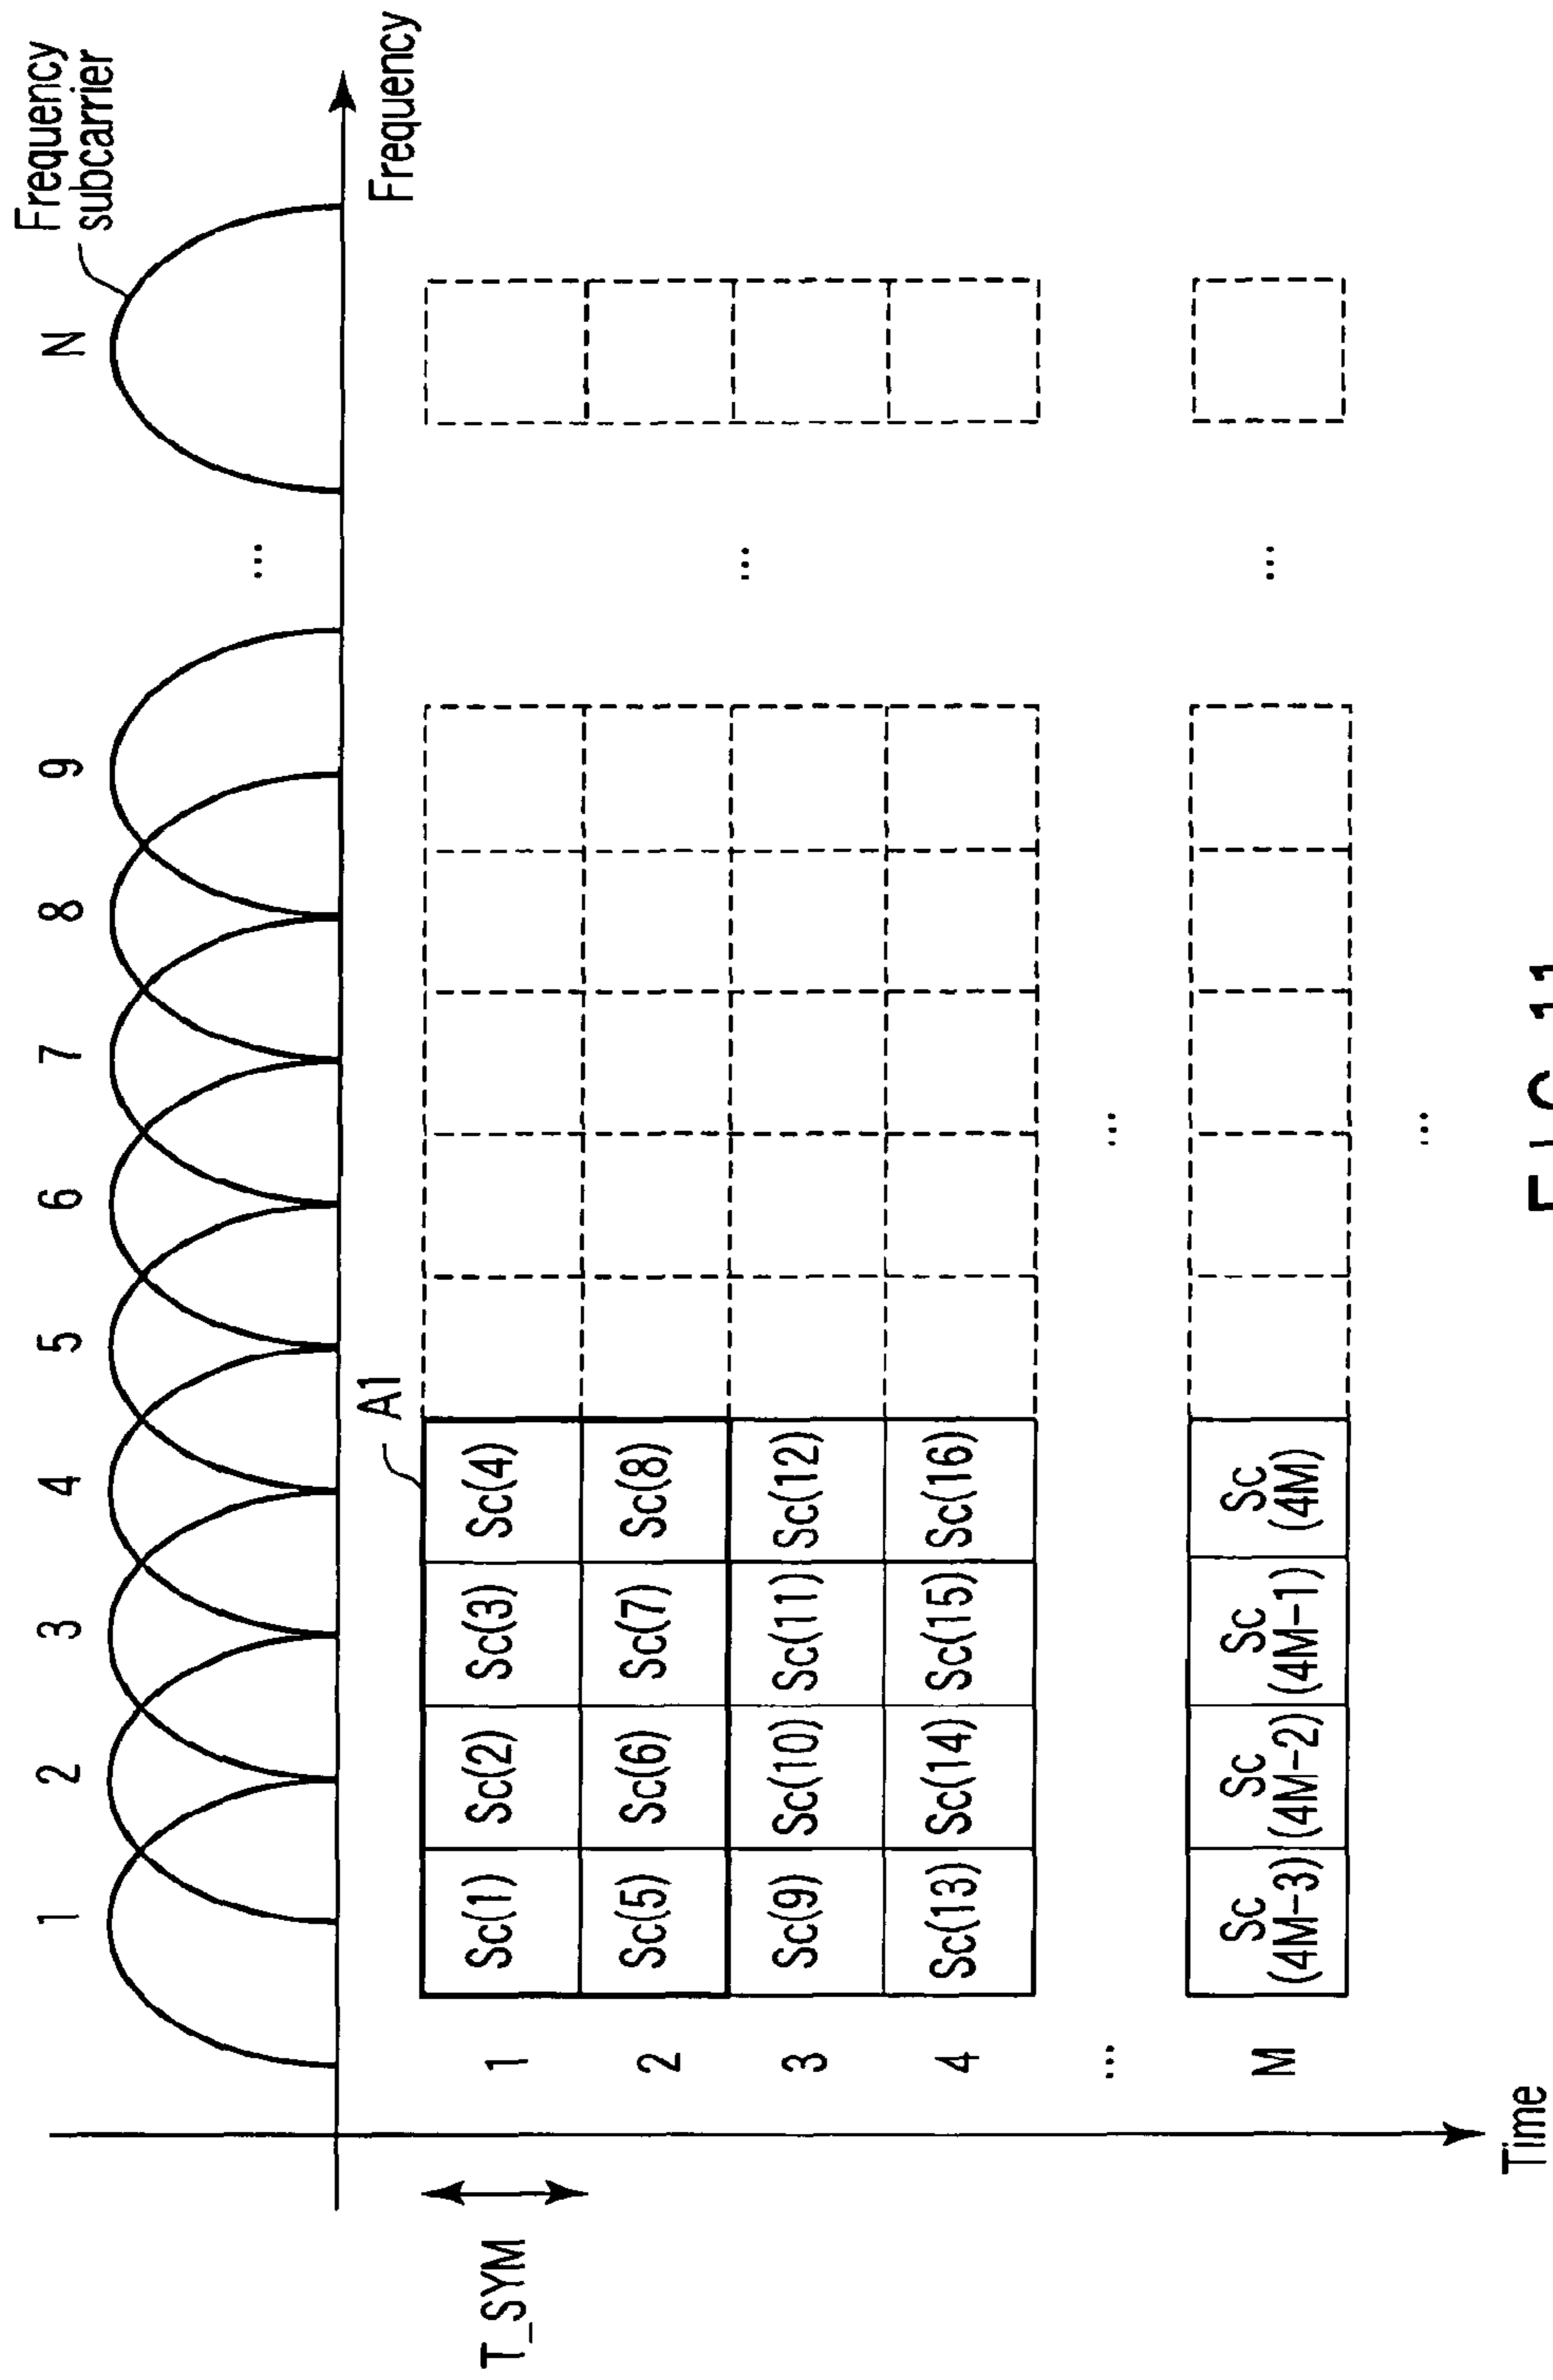 Frequency
subcarrier
1 2 3 4 5 6 7 8 9 ... N
Frequency
A1
T_SYM
1 Sc(1) Sc(2) Sc(3) Sc(4)
2 Sc(5) Sc(6) Sc(7) Sc(8)
3 Sc(9) Sc(10) Sc(11) Sc(12) ...
4 Sc(13) Sc(14) Sc(15) Sc(16)
... ...
M Sc (4M-3) Sc (4M-2) Sc (4M-1) Sc (4M) ...
...
Time